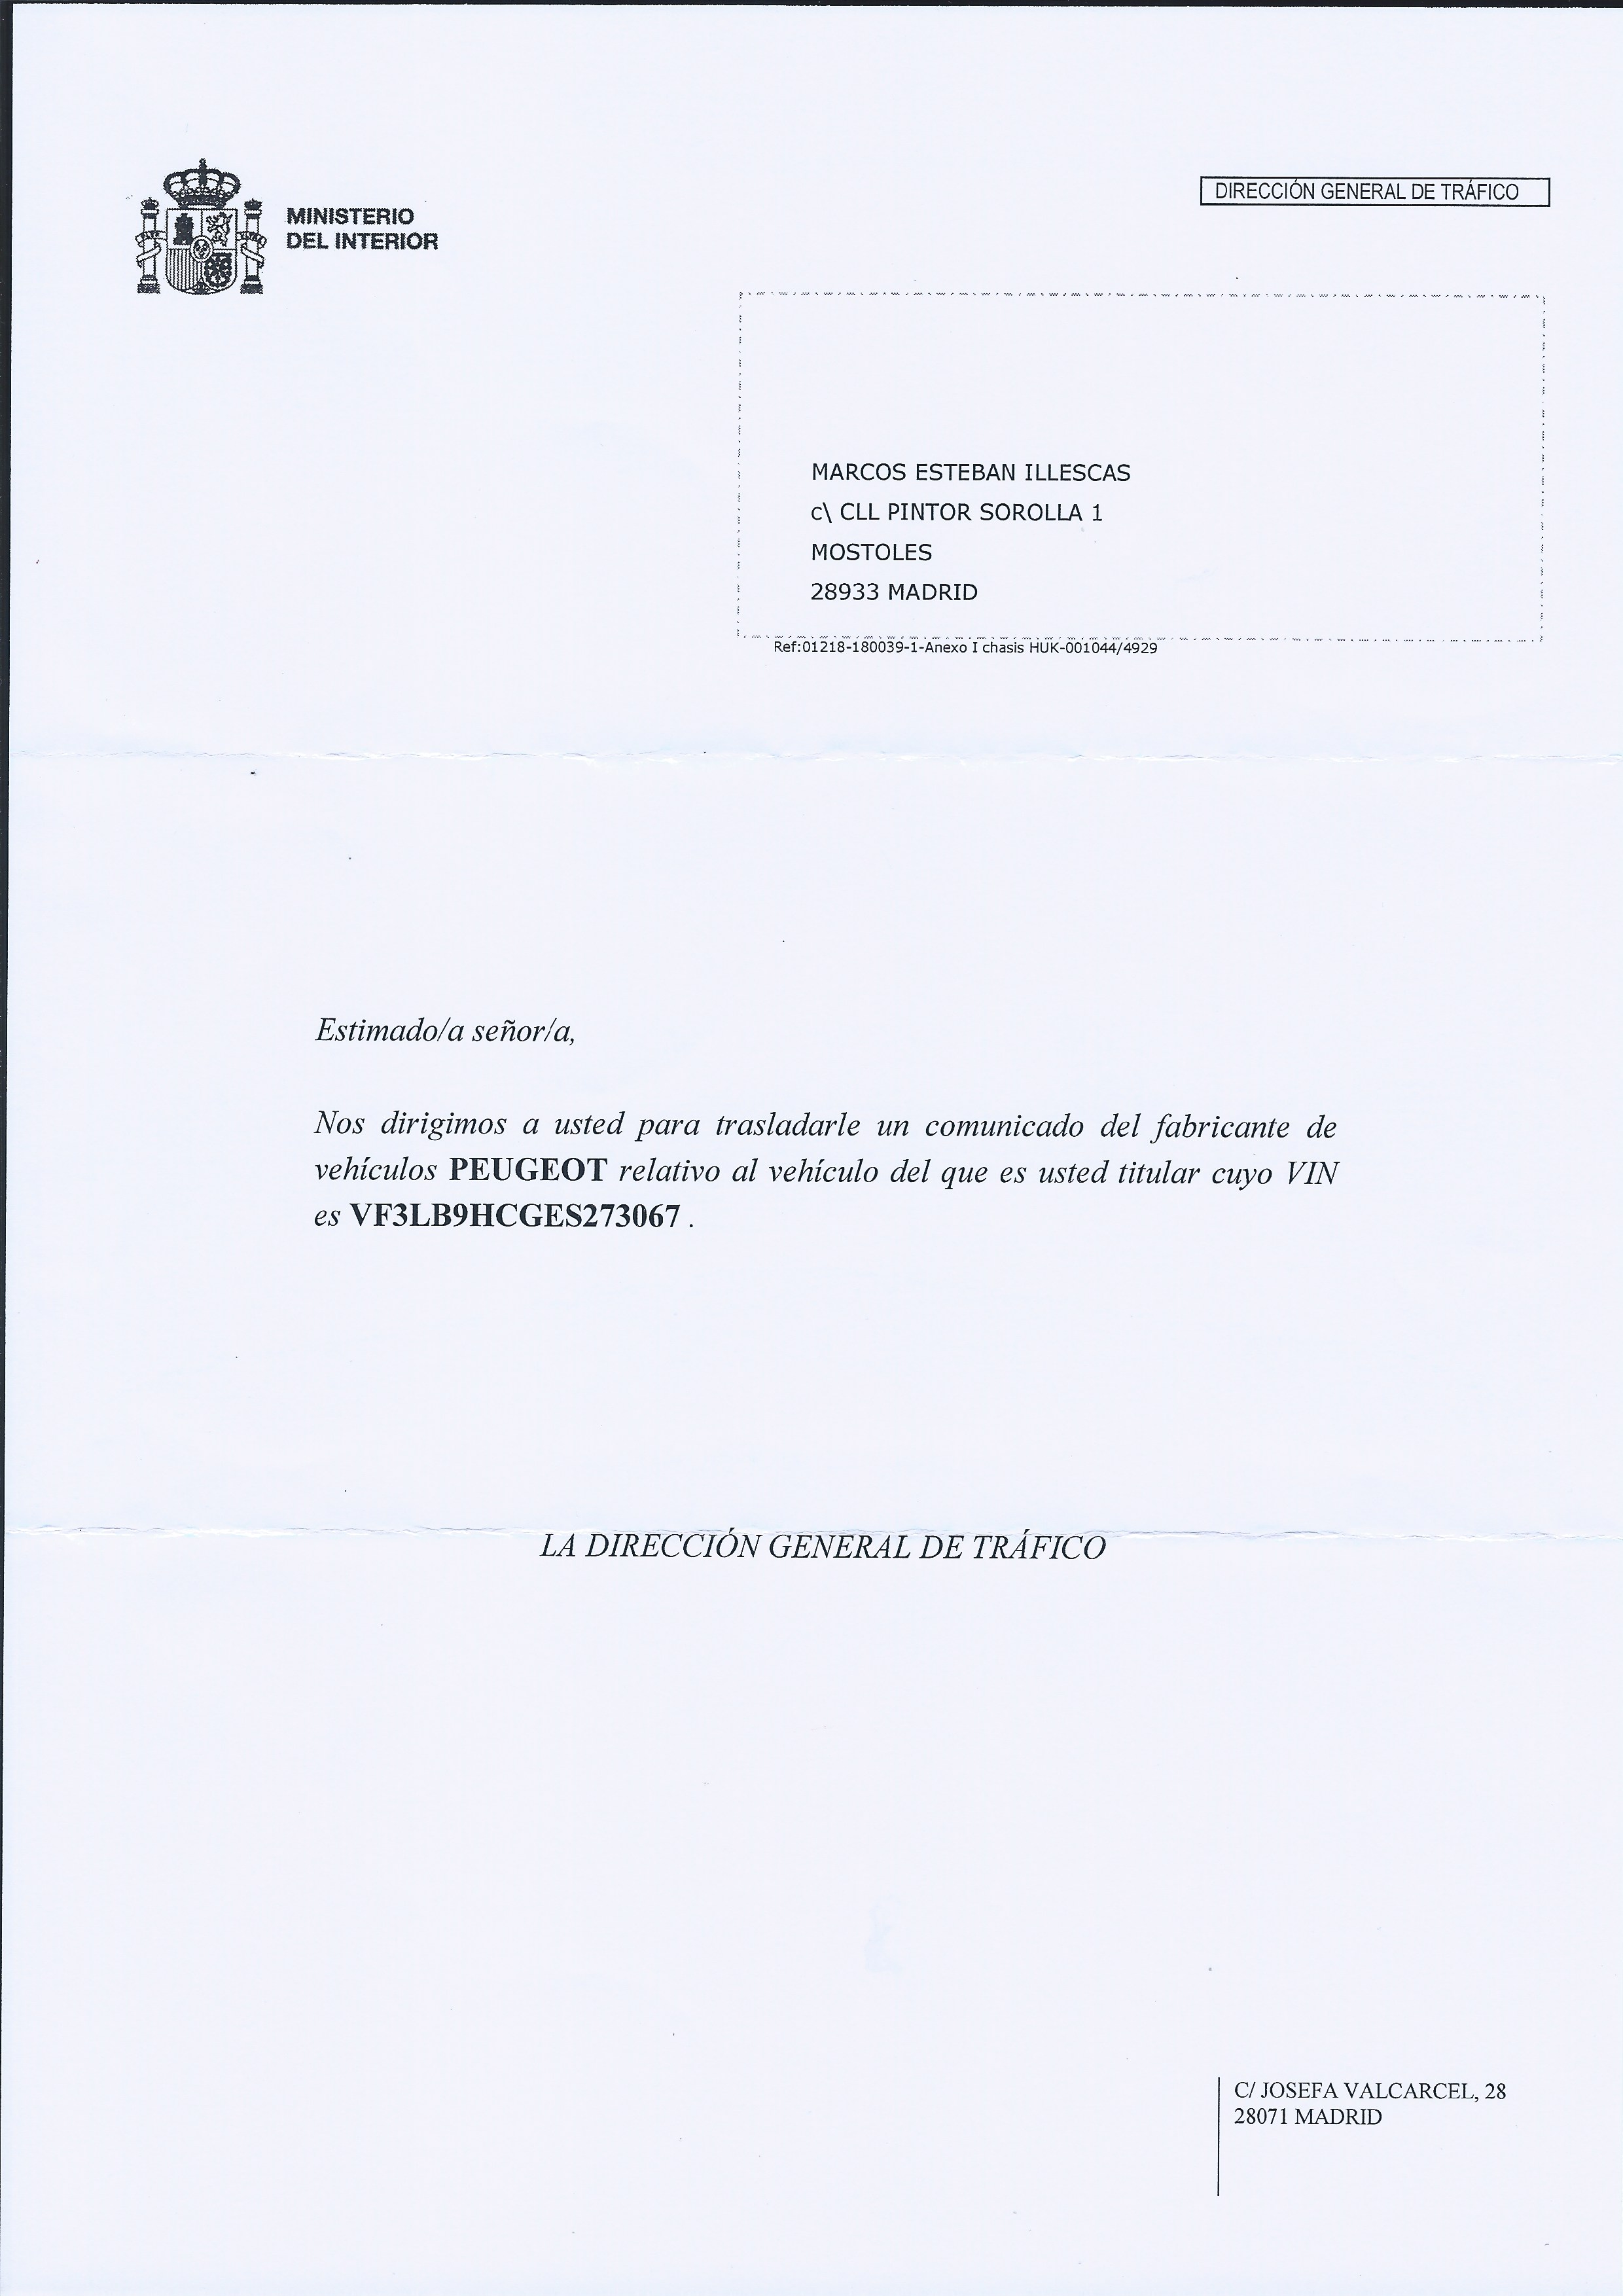 MINISTERIO
DEL INTERIOR
DIRECCIÓN GENERAL DE TRÁFICO
MARCOS ESTEBAN ILLESCAS
c\ CLL PINTOR SOROLLA 1
MOSTOLES
28933 MADRID
Ref:01218-180039-1-Anexo I chasis HUK-001044/4929
Estimado/a señor/a,
Nos dirigimos a usted para trasladarle un comunicado del fabricante de
vehículos PEUGEOT relativo al vehículo del que es usted titular cuyo VIN
es VF3LB9HCGES273067 .
LA DIRECCIÓN GENERAL DE TRÁFICO
C/ JOSEFA VALCARCEL, 28
28071 MADRID